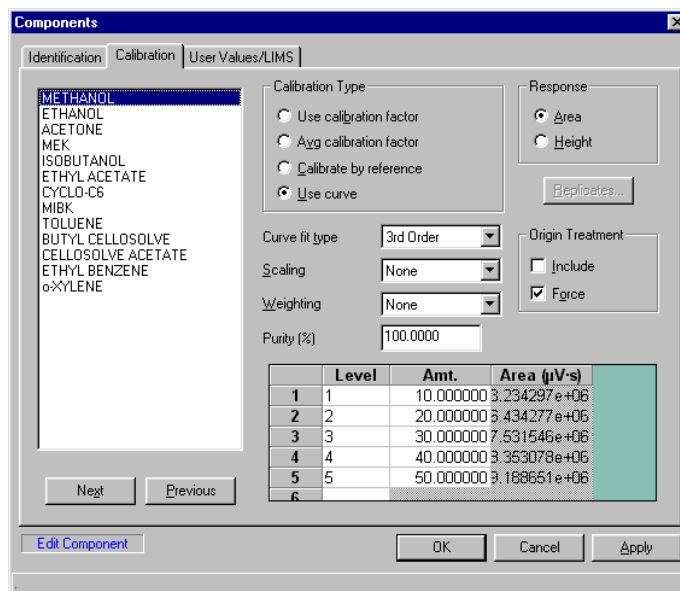 Components
Identification Calibration User Values/LIMS
METHANOL
ETHANOL
ACETONE
MEK
ISOBUTANOL
ETHYL ACETATE
CYCLO-C6
MIBK
TOLUENE
BUTYL CELLOSOLVE
CELLOSOLVE ACETATE
ETHYL BENZENE
o-XYLENE
Next Previous
Calibration Type
Use calibration factor
Avg calibration factor
Calibrate by reference
Use curve
Response
Area
Height
Replicates...
Curve fit type 3rd Order
Scaling None
Weighting None
Purity (%) 100.0000
Origin Treatment
Include
Force
Level Amt. Area (µV·s)
1 1 10.000000 3.234297e+06
2 2 20.000000 6.434277e+06
3 3 30.000000 7.531546e+06
4 4 40.000000 8.353078e+06
5 5 50.000000 9.188651e+06
6
Edit Component
OK Cancel Apply